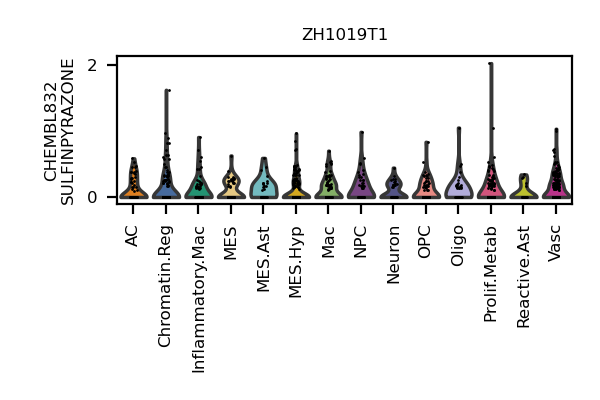 ZH1019T1
CHEMBL832
SULFINPYRAZONE
2
0
AC
Chromatin.Reg
Inflammatory.Mac
MES
MES.Ast
MES.Hyp
Mac
NPC
Neuron
OPC
Oligo
Prolif.Metab
Reactive.Ast
Vasc